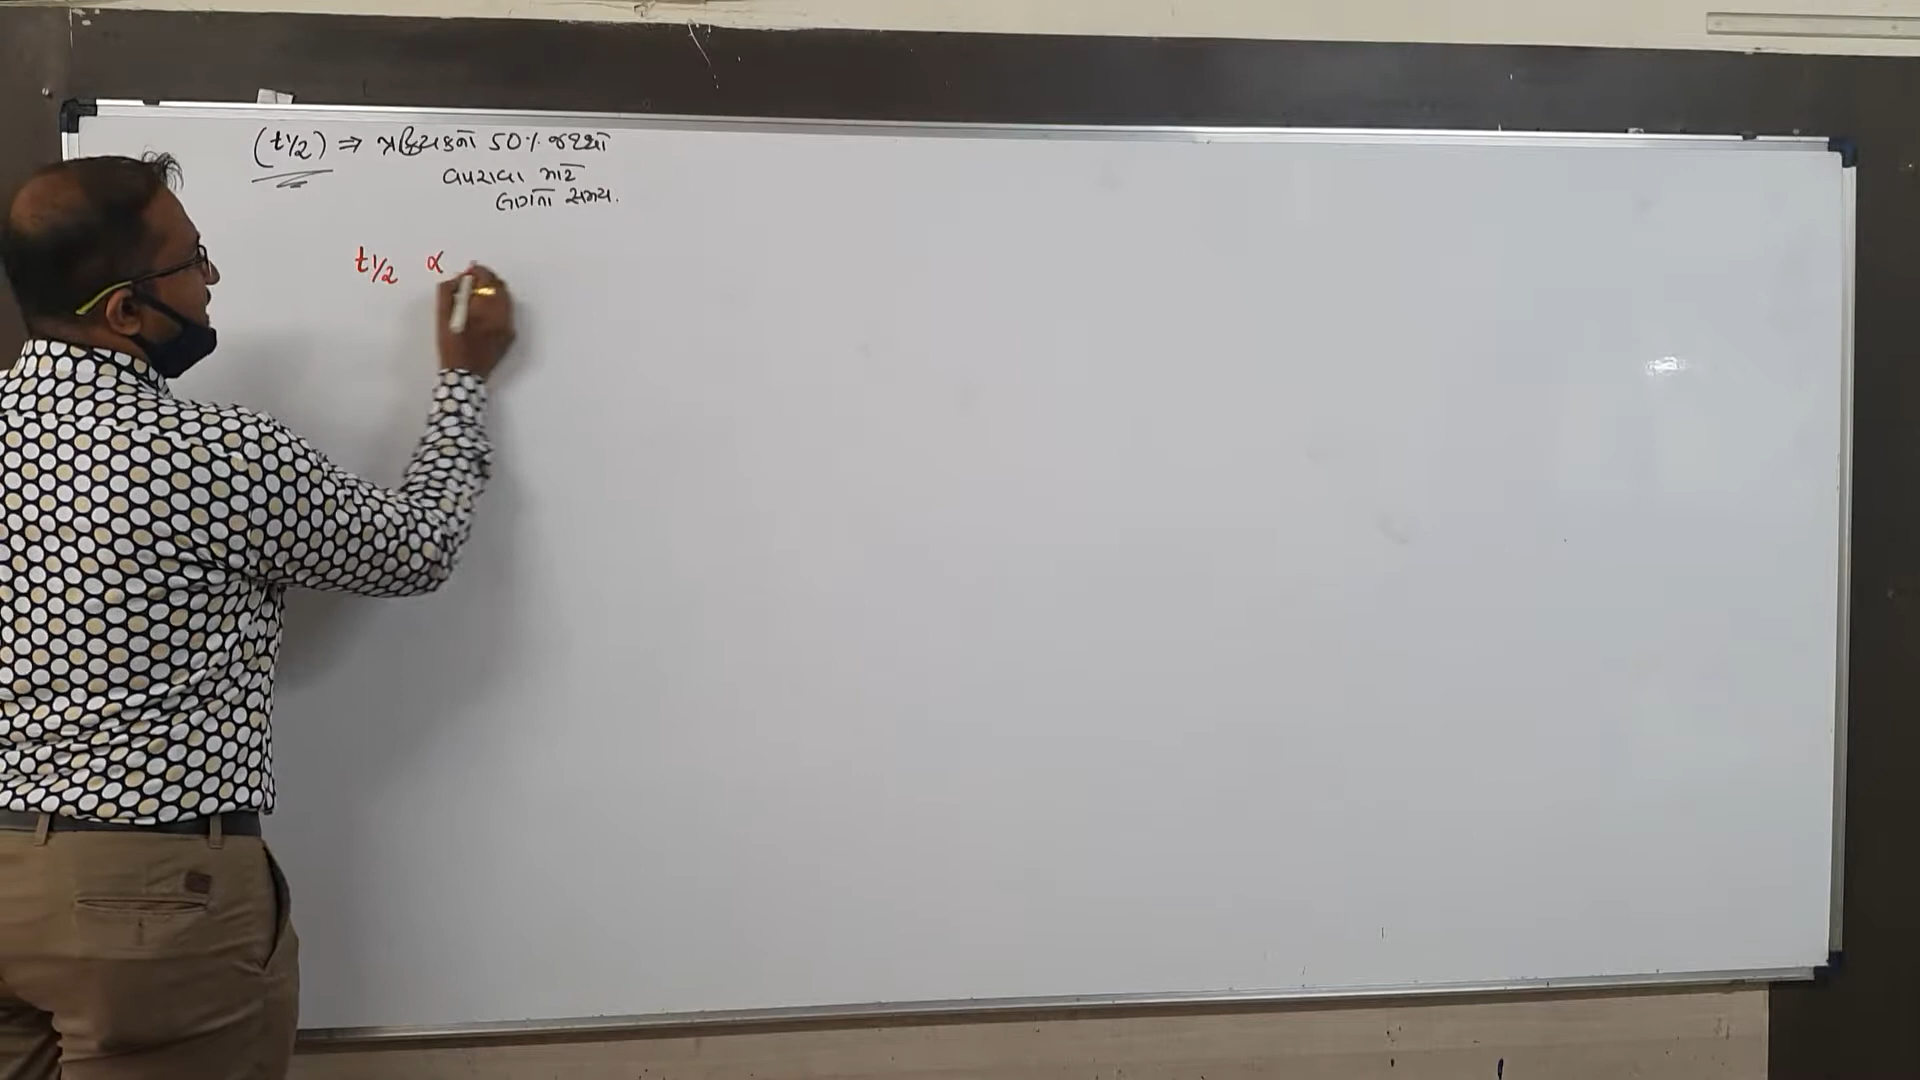 (t1/2) ⇒ પ્રક્રિયકનો 50% જથ્થો
વપરાવા માટે
લાગતો સમય.
t1/2 ∝